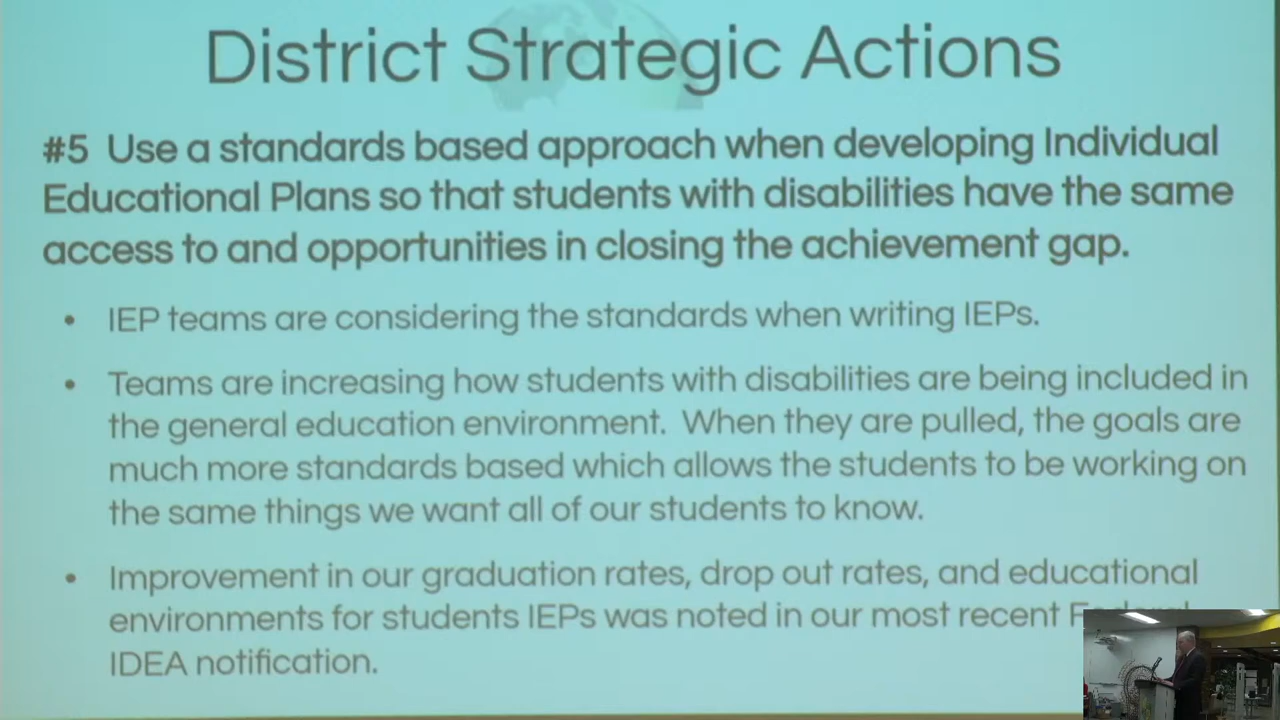 District Strategic Actions
#5 Use a standards based approach when developing Individual
Educational Plans so that students with disabilities have the same
access to and opportunities in closing the achievement gap.
• IEP teams are considering the standards when writing IEPs.
• Teams are increasing how students with disabilities are being included in
the general education environment. When they are pulled, the goals are
much more standards based which allows the students to be working on
the same things we want all of our students to know.
• Improvement in our graduation rates, drop out rates, and educational
environments for students IEPs was noted in our most recent
IDEA notification.